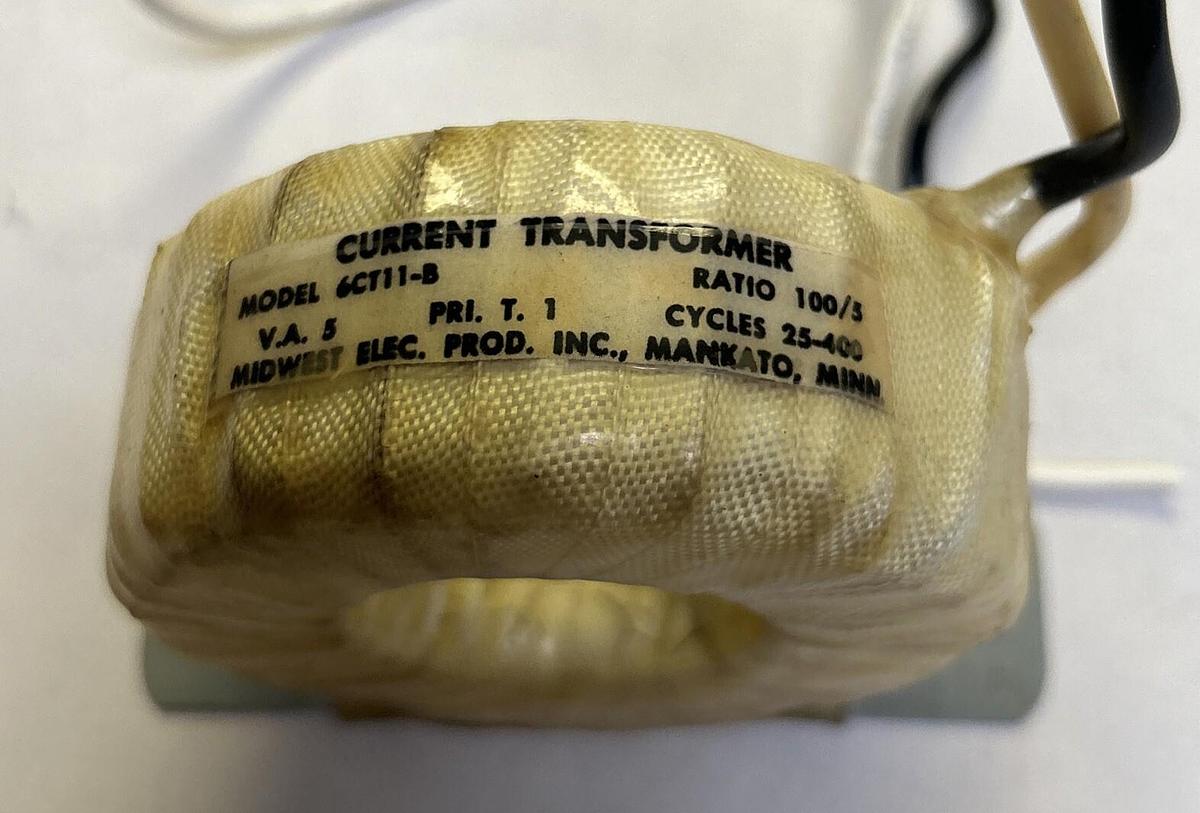 CURRENT TRANSFORMER
MODEL 6CT11-B RATIO 100/5
V.A. 5 PRI. T. 1 CYCLES 25-400
MIDWEST ELEC. PROD. INC., MANKATO, MINN